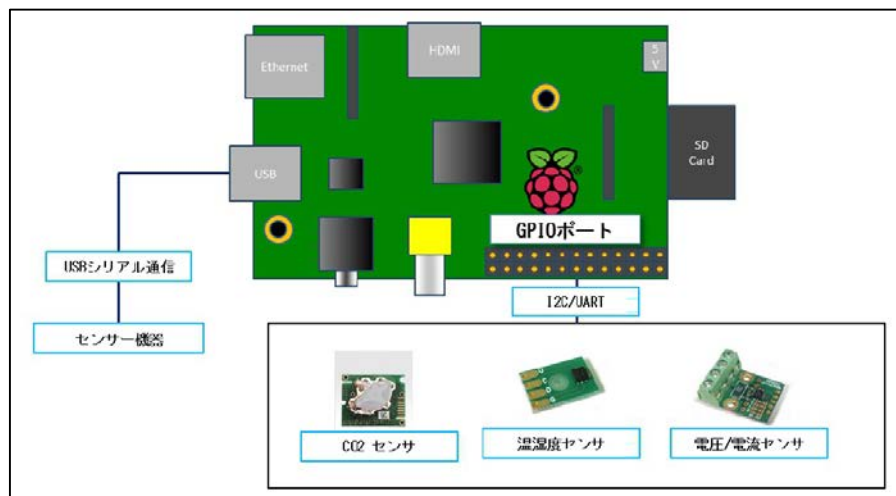 Ethernet
HDMI
5
V
USB
SD
Card
GPIOポート
USBシリアル通信
I2C/UART
センサー機器
CO2 センサ
温湿度センサ
電圧/電流センサ